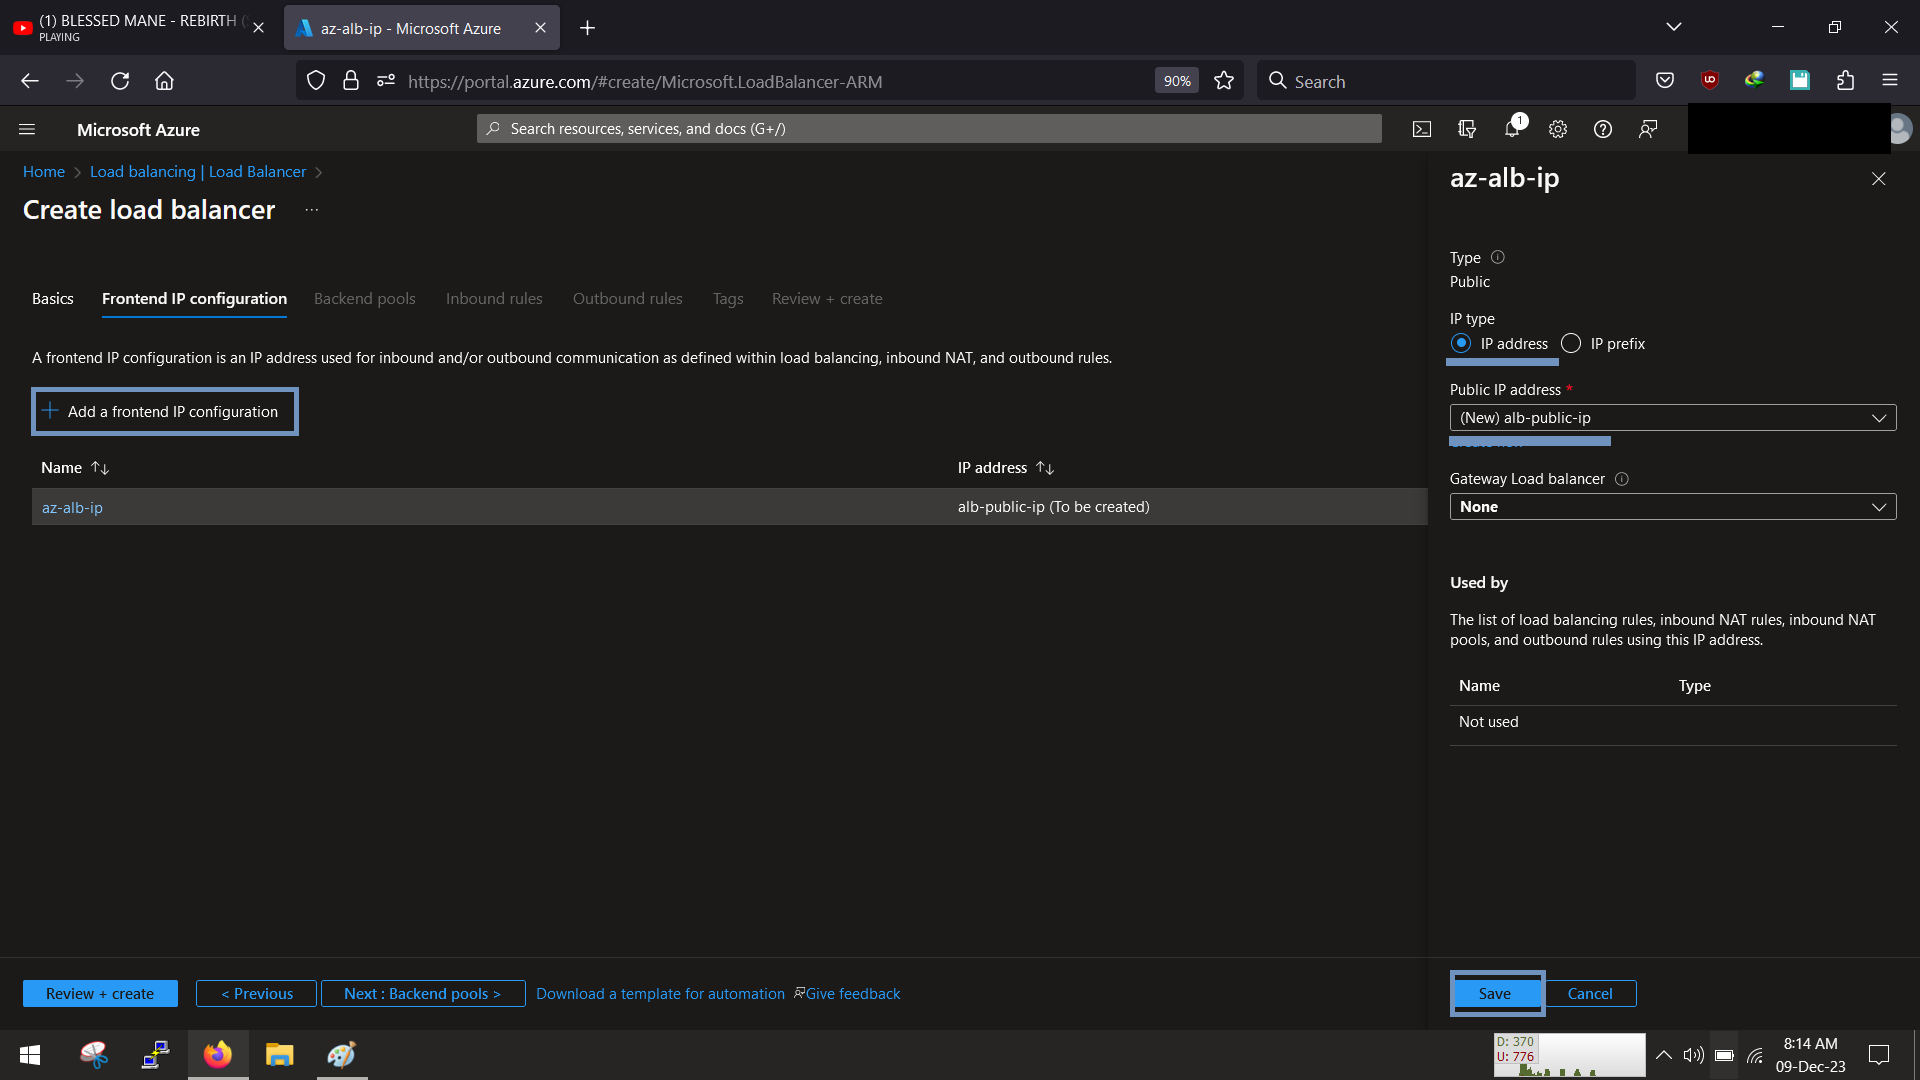 (1) BLESSED MANE - REBIRTH (
PLAYING
az-alb-ip - Microsoft Azure
https://portal.azure.com/#create/Microsoft.LoadBalancer-ARM
90%
Search
Microsoft Azure
Search resources, services, and docs (G+/)
1
Home > Load balancing | Load Balancer >
Create load balancer
...
Basics
Frontend IP configuration
Backend pools
Inbound rules
Outbound rules
Tags
Review + create
A frontend IP configuration is an IP address used for inbound and/or outbound communication as defined within load balancing, inbound NAT, and outbound rules.
+ Add a frontend IP configuration
Name ↑↓
IP address ↑↓
az-alb-ip
alb-public-ip (To be created)
az-alb-ip
Type
Public
IP type
IP address
IP prefix
Public IP address *
(New) alb-public-ip
Gateway Load balancer
None
Used by
The list of load balancing rules, inbound NAT rules, inbound NAT
pools, and outbound rules using this IP address.
Name
Type
Not used
Review + create
< Previous
Next : Backend pools >
Download a template for automation
Give feedback
Save
Cancel
D: 370
U: 776
8:14 AM
09-Dec-23